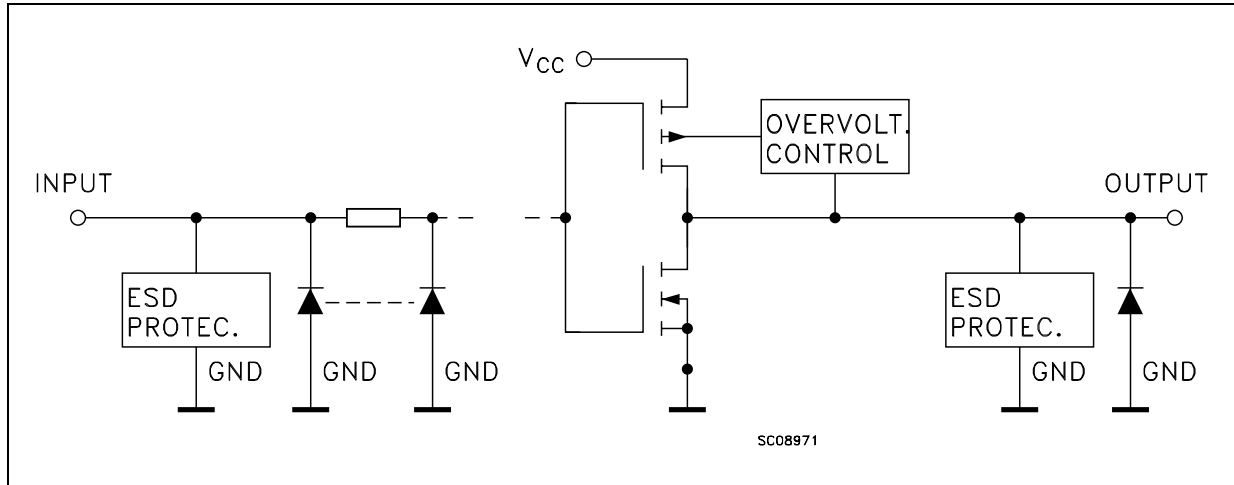 VCC
OVERVOLT.
CONTROL
INPUT
OUTPUT
ESD
PROTEC.
ESD
PROTEC.
GND
GND
GND
GND
GND
SC08971